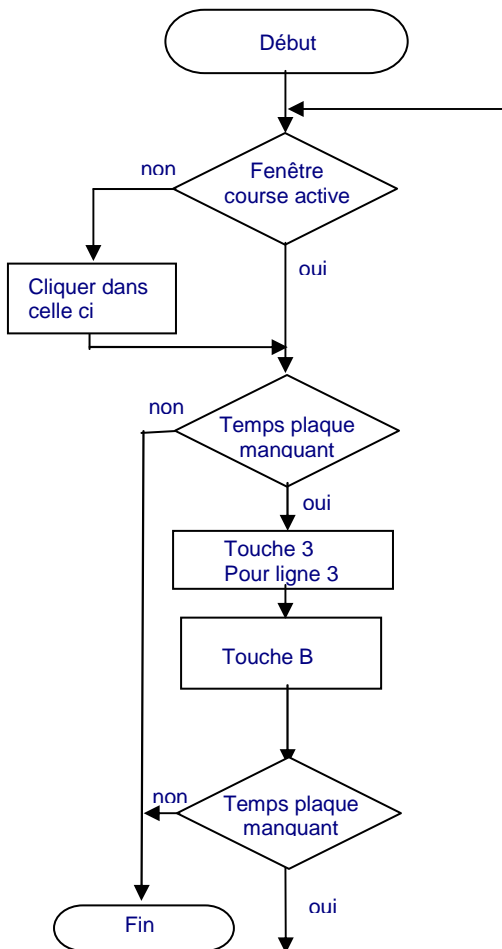 Début
non
Fenêtre
course active
oui
Cliquer dans
celle ci
non
Temps plaque
manquant
oui
Touche 3
Pour ligne 3
Touche B
non
Temps plaque
manquant
Fin
oui